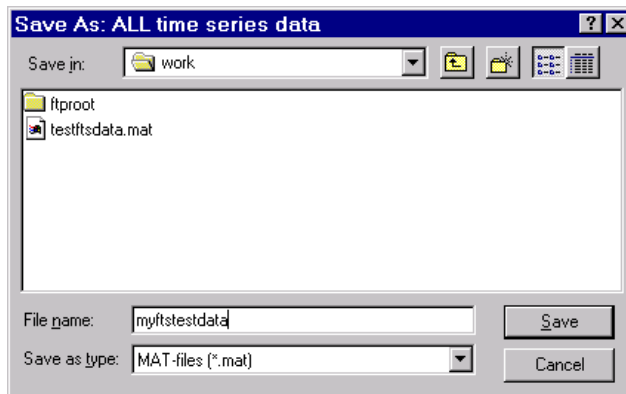 Save As: ALL time series data
Save in: work
ftproot
testftsdata.mat
File name: myftstestdata Save
Save as type: MAT-files (*.mat) Cancel